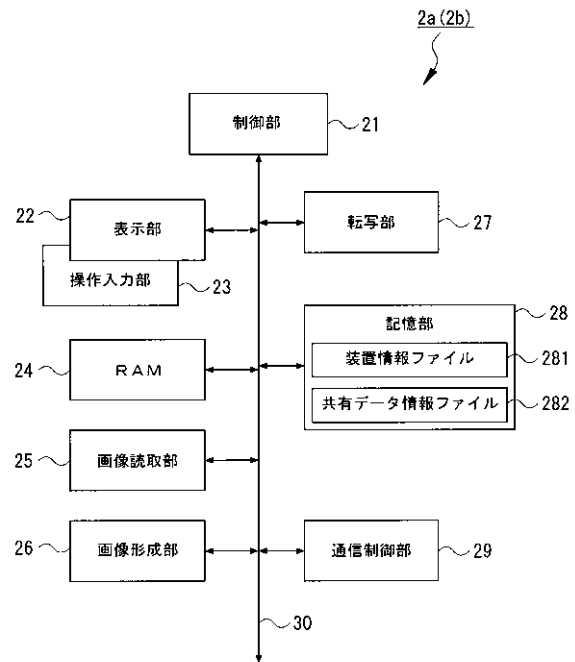 2a(2b)
制御部
21
22
表示部
操作入力部
23
転写部
27
記憶部
28
装置情報ファイル
281
共有データ情報ファイル
282
24
RAM
25
画像読取部
26
画像形成部
通信制御部
29
30